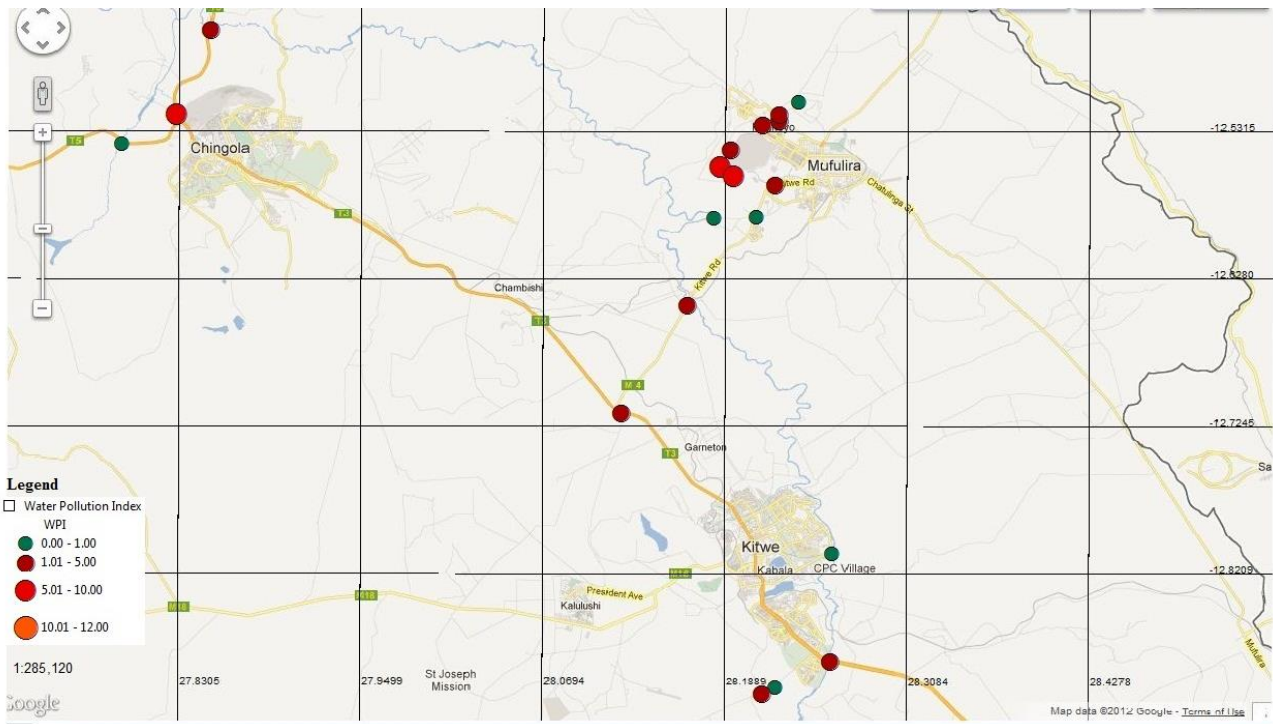 T5
Chingola
T3
Mufulira
Kitwe Rd
Chatulinga St
-12.5315
Kitwe Rd
-12.6280
Chambishi
T3
M 4
-12.7245
Garneton
T3
Sa
Legend
Water Pollution Index
WPI
0.00 - 1.00
1.01 - 5.00
5.01 - 10.00
10.01 - 12.00
1:285,120
Google
Kitwe
Kabala
CPC Village
-12.8209
M18
M18
President Ave
Kalulushi
M18
Mufulira
St Joseph
Mission
27.8305
27.9499
28.0694
28.1889
28.3084
28.4278
Map data ©2012 Google - Terms of Use